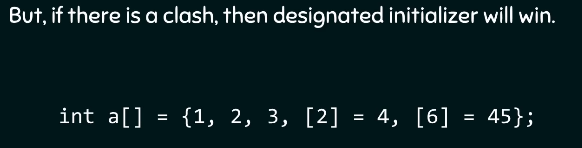 But, if there is a clash, then designated initializer will win.
int a[] = {1, 2, 3, [2] = 4, [6] = 45};